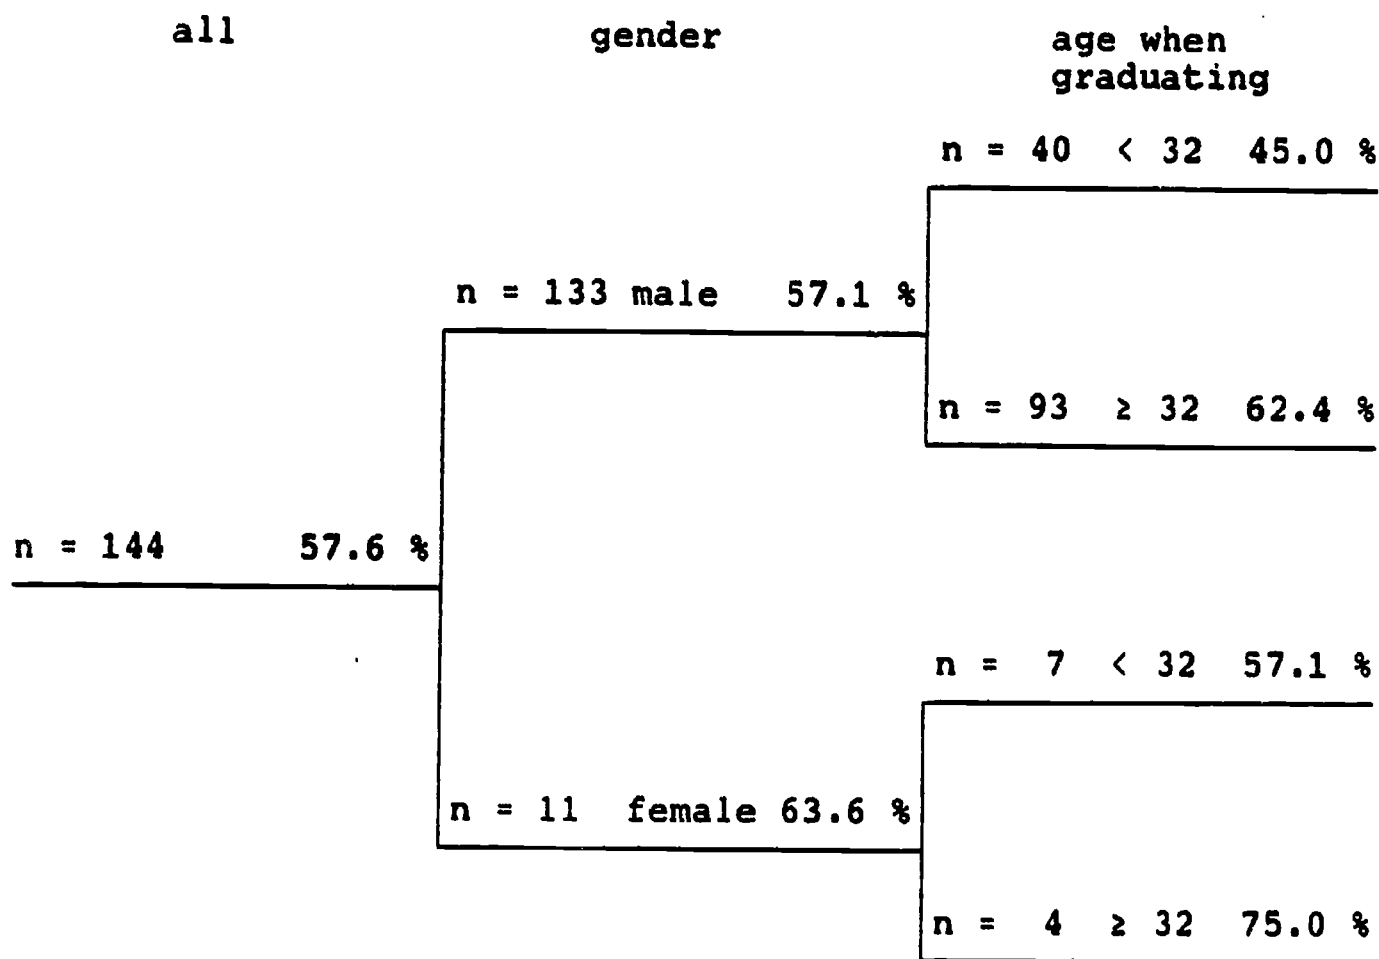 all gender age when
graduating
n = 40 < 32 45.0 %
n = 133 male 57.1 %
n = 93 ≥ 32 62.4 %
n = 144 57.6 %
n = 7 < 32 57.1 %
n = 11 female 63.6 %
n = 4 ≥ 32 75.0 %